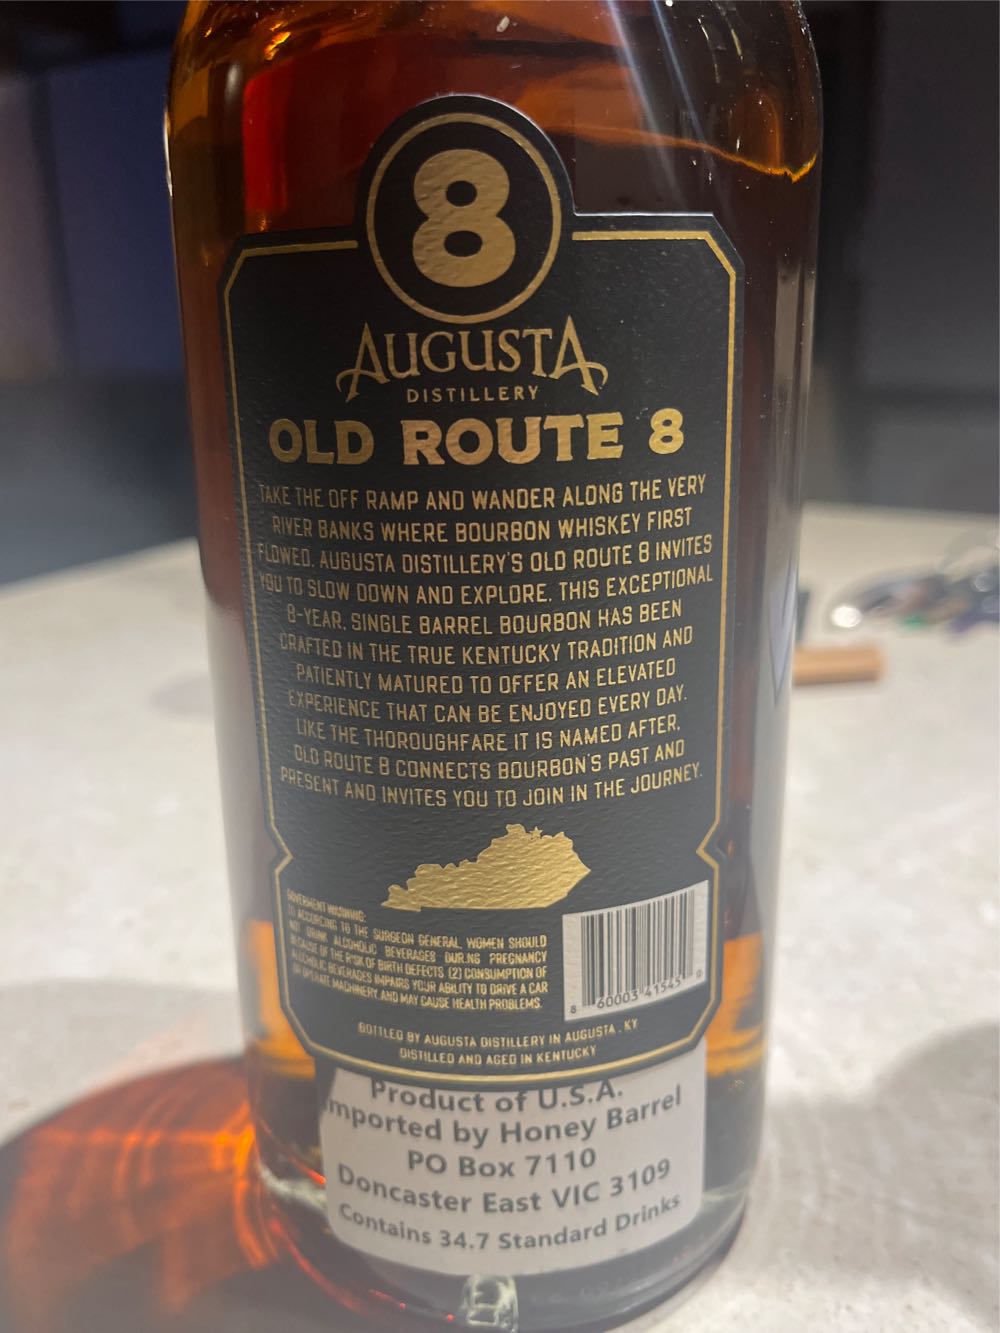 8
AUGUSTA
DISTILLERY
OLD ROUTE 8
TAKE THE OFF RAMP AND WANDER ALONG THE VERY
RIVER BANKS WHERE BOURBON WHISKEY FIRST
FLOWED. AUGUSTA DISTILLERY'S OLD ROUTE 8 INVITES
YOU TO SLOW DOWN AND EXPLORE. THIS EXCEPTIONAL
8-YEAR, SINGLE BARREL BOURBON HAS BEEN
CRAFTED IN THE TRUE KENTUCKY TRADITION AND
PATIENTLY MATURED TO OFFER AN ELEVATED
EXPERIENCE THAT CAN BE ENJOYED EVERY DAY.
LIKE THE THOROUGHFARE IT IS NAMED AFTER,
OLD ROUTE 8 CONNECTS BOURBON'S PAST AND
PRESENT AND INVITES YOU TO JOIN IN THE JOURNEY.
GOVERNMENT WARNING:
1) ACCORDING TO THE SURGEON GENERAL, WOMEN SHOULD
NOT DRINK ALCOHOLIC BEVERAGES DURING PREGNANCY
BECAUSE OF THE RISK OF BIRTH DEFECTS (2) CONSUMPTION OF
ALCOHOLIC BEVERAGES IMPAIRS YOUR ABILITY TO DRIVE A CAR
OR OPERATE MACHINERY, AND MAY CAUSE HEALTH PROBLEMS.
8 60003 41545 0
BOTTLED BY AUGUSTA DISTILLERY IN AUGUSTA, KY
DISTILLED AND AGED IN KENTUCKY
Product of U.S.A.
Imported by Honey Barrel
PO Box 7110
Doncaster East VIC 3109
Contains 34.7 Standard Drinks